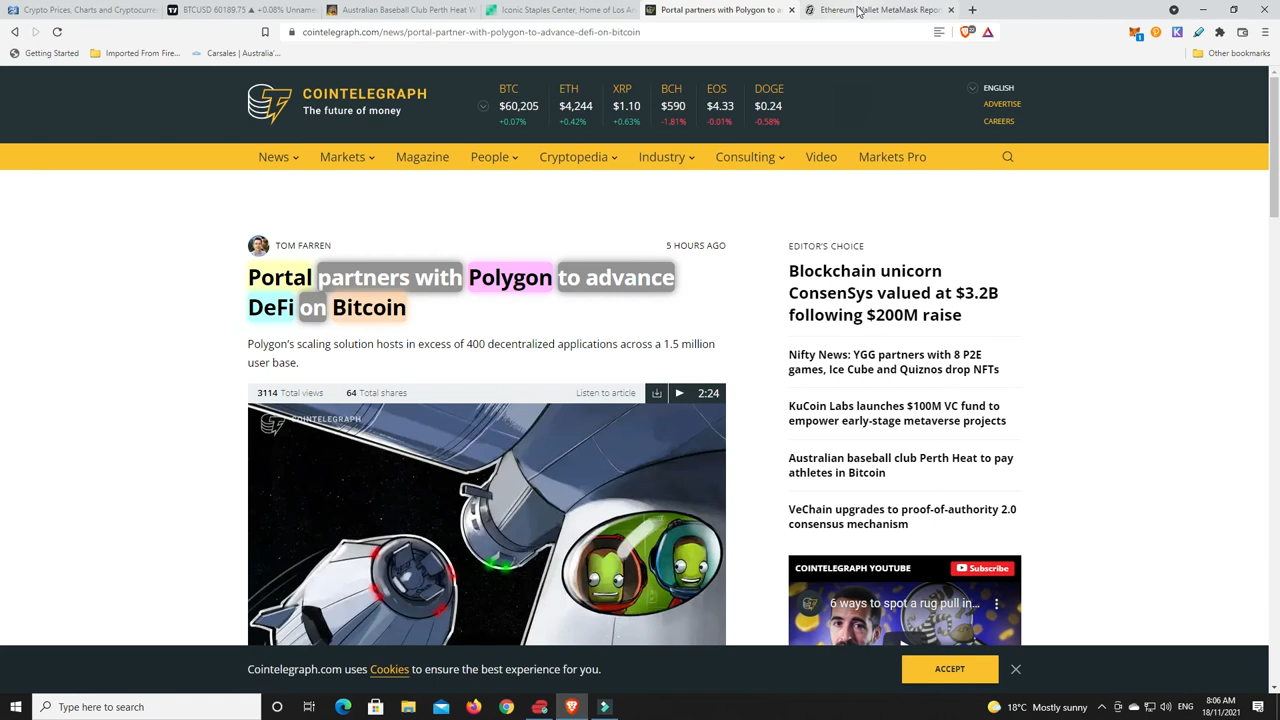 Crypto Prices, Charts and Cryptocurr
BTCUSD 60189.75 ▲ +0.08% Unname
Australian Baseball Club Perth Heat W
Iconic Staples Center, Home of Los An
Portal partners with Polygon to a
Ethereum Wallet MetaMask Repor
cointelegraph.com/news/portal-partner-with-polygon-to-advance-defi-on-bitcoin
Getting Started
Imported From Fire...
Carsales | Australia'...
Other bookmarks
COINTELEGRAPH
The future of money
BTC ETH XRP BCH EOS DOGE
$60,205 $4,244 $1.10 $590 $4.33 $0.24
+0.07% +0.42% +0.63% -1.81% -0.01% -0.58%
ENGLISH
ADVERTISE
CAREERS
News Markets Magazine People Cryptopedia Industry Consulting Video Markets Pro
TOM FARREN
5 HOURS AGO
Portal partners with Polygon to advance
DeFi on Bitcoin
Polygon's scaling solution hosts in excess of 400 decentralized applications across a 1.5 million
user base.
3114 Total views
64 Total shares
Listen to article
2:24
COINTELEGRAPH
EDITOR'S CHOICE
Blockchain unicorn
ConsenSys valued at $3.2B
following $200M raise
Nifty News: YGG partners with 8 P2E
games, Ice Cube and Quiznos drop NFTs
KuCoin Labs launches $100M VC fund to
empower early-stage metaverse projects
Australian baseball club Perth Heat to pay
athletes in Bitcoin
VeChain upgrades to proof-of-authority 2.0
consensus mechanism
COINTELEGRAPH YOUTUBE
Subscribe
6 ways to spot a rug pull in...
Cointelegraph.com uses Cookies to ensure the best experience for you.
ACCEPT
Type here to search
18°C Mostly sunny
ENG
8:06 AM
18/11/2021